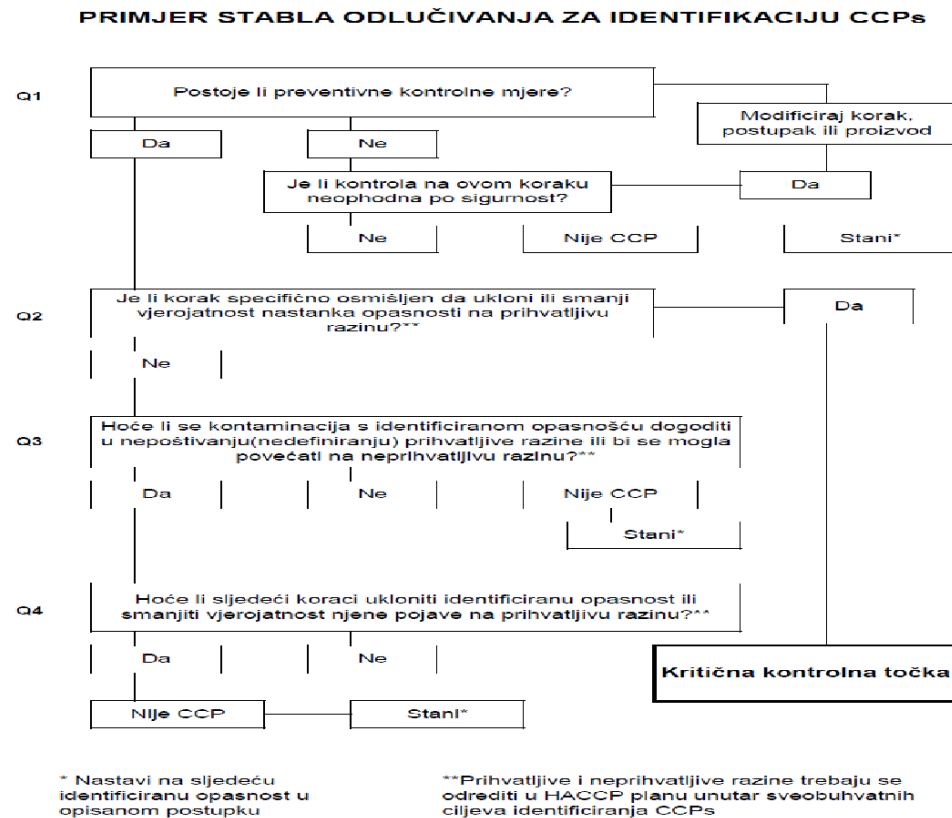 PRIMJER STABLA ODLUČIVANJA ZA IDENTIFIKACIJU CCPs
Q1
Postoje li preventivne kontrolne mjere?
Modificiraj korak,
postupak ili proizvod
Da
Ne
Je li kontrola na ovom koraku
neophodna po sigurnost?
Da
Ne
Nije CCP
Stani*
Q2
Je li korak specifično osmišljen da ukloni ili smanji
vjerojatnost nastanka opasnosti na prihvatljivu
razinu?**
Da
Ne
Q3
Hoće li se kontaminacija s identificiranom opasnošću dogoditi
u nepoštivanju(nedefiniranju) prihvatljive razine ili bi se mogla
povećati na neprihvatljivu razinu?**
Da
Ne
Nije CCP
Stani*
Q4
Hoće li sljedeći koraci ukloniti identificiranu opasnost ili
smanjiti vjerojatnost njene pojave na prihvatljivu razinu?**
Da
Ne
Kritična kontrolna točka
Nije CCP
Stani*
* Nastavi na sljedeću
identificiranu opasnost u
opisanom postupku
**Prihvatljive i neprihvatljive razine trebaju se
odrediti u HACCP planu unutar sveobuhvatnih
ciljeva identificiranja CCPs